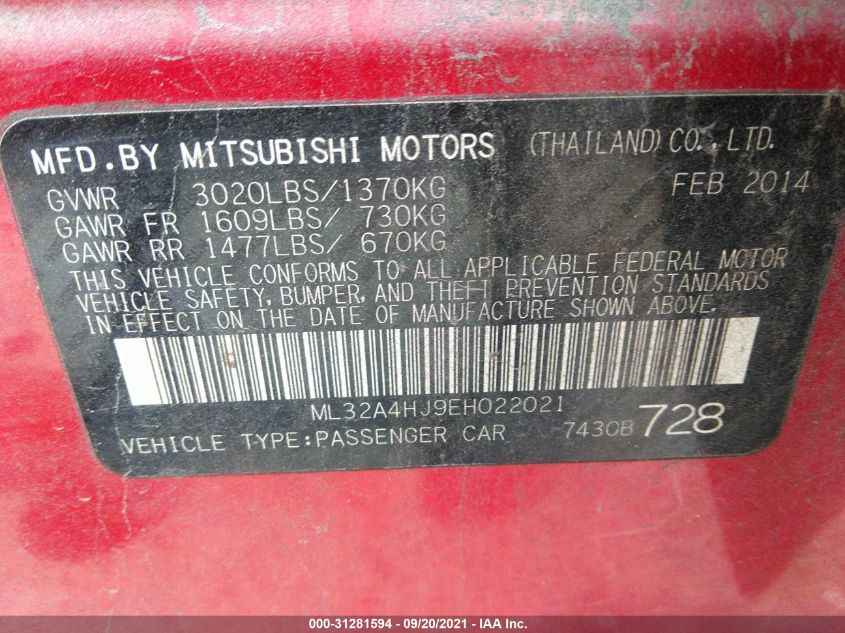 MFD.BY MITSUBISHI MOTORS (THAILAND) CO.,LTD.
GVWR 3020LBS/1370KG FEB 2014
GAWR FR 1609LBS/ 730KG
GAWR RR 1477LBS/ 670KG
THIS VEHICLE CONFORMS TO ALL APPLICABLE FEDERAL MOTOR
VEHICLE SAFETY, BUMPER, AND THEFT PREVENTION STANDARDS
IN EFFECT ON THE DATE OF MANUFACTURE SHOWN ABOVE.
ML32A4HJ9EH022021
VEHICLE TYPE:PASSENGER CAR 7430B 728
000-31281594 - 09/20/2021 - IAA Inc.